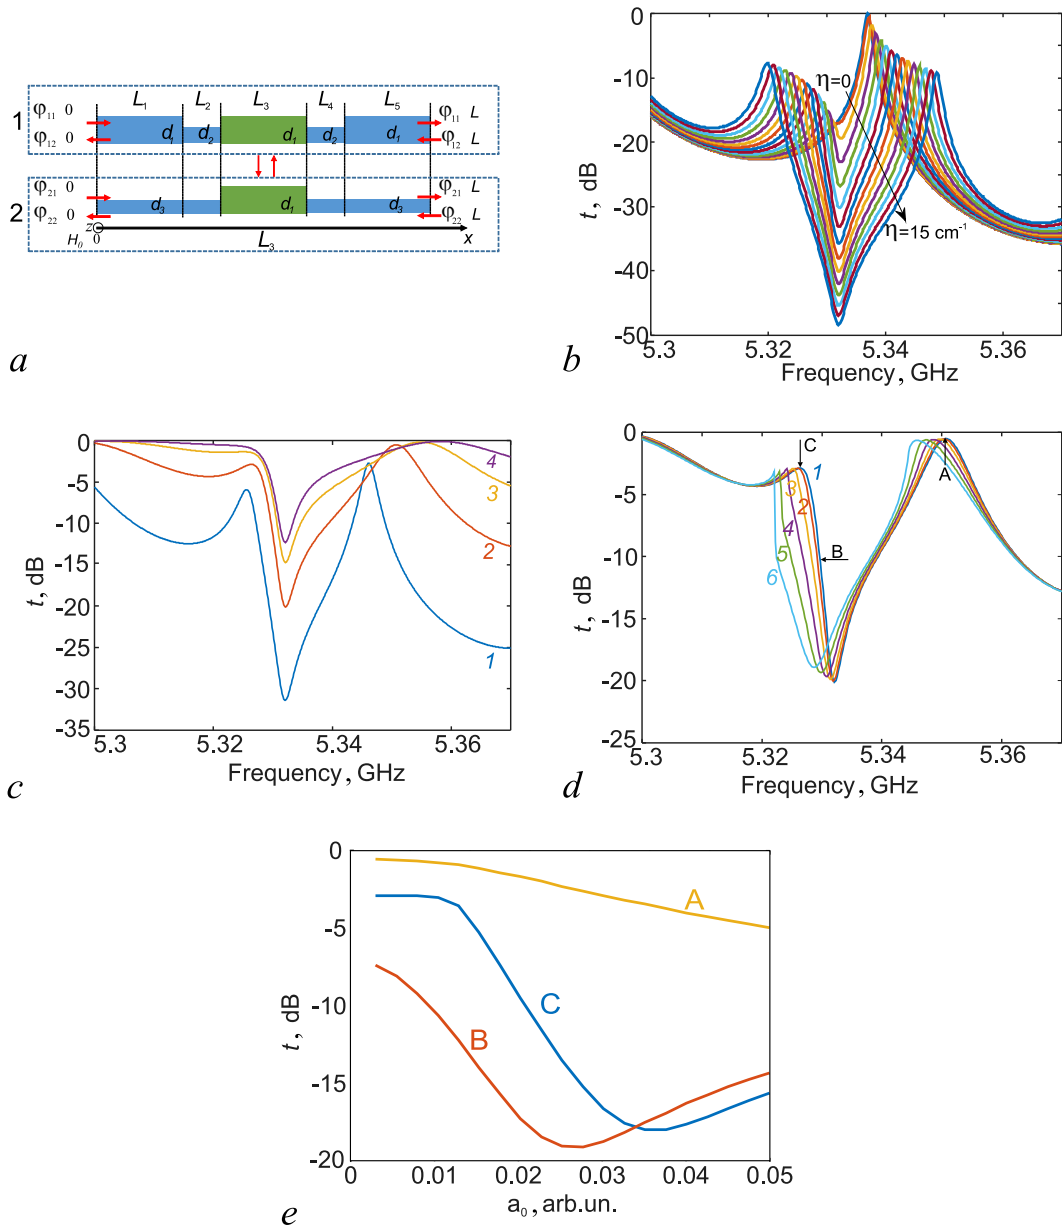 L₁ L₂ L₃ L₄ L₅
1
φ₁₁ 0
φ₁₂ 0
d₁ d₂ d₁ d₂ d₁
φ₁₁ L
φ₁₂ L
2
φ₂₁ 0
φ₂₂ 0
d₃ d₁ d₃
φ₂₁ L
φ₂₂ L
z
H₀ 0
L₃
x
a
0
-10
-20
-30
-40
-50
t, dB
η=0
η=15 cm⁻¹
5.3 5.32 5.34 5.36
Frequency, GHz
b
0
-5
-10
-15
-20
-25
-30
-35
t, dB
4
3
2
1
5.3 5.32 5.34 5.36
Frequency, GHz
c
0
-5
-10
-15
-20
-25
t, dB
C
1
3
2
4
5
6
B
A
5.3 5.32 5.34 5.36
Frequency, GHz
d
0
-5
-10
-15
-20
t, dB
A
C
B
0 0.01 0.02 0.03 0.04 0.05
a₀, arb.un.
e